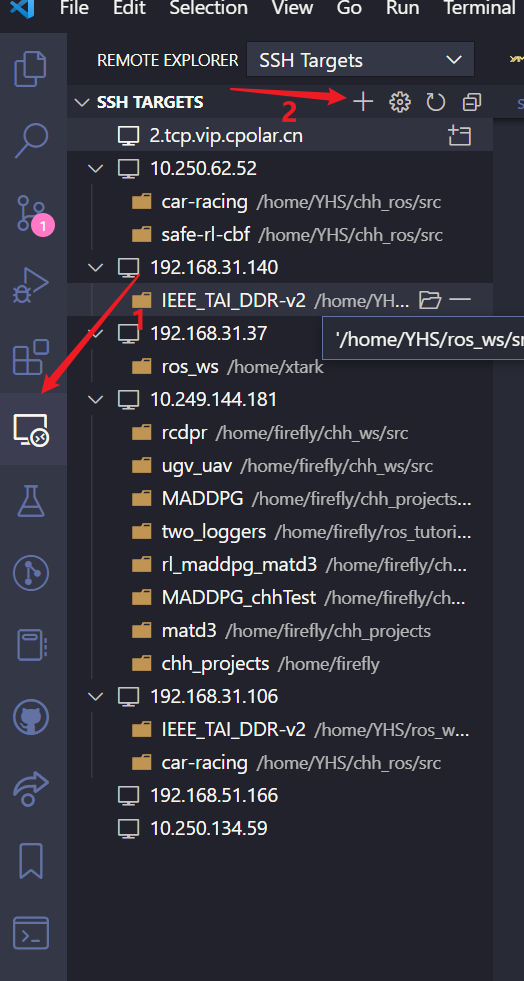 File Edit Selection View Go Run Terminal
REMOTE EXPLORER SSH Targets
SSH TARGETS
2
2.tcp.vip.cpolar.cn
10.250.62.52
car-racing /home/YHS/chh_ros/src
1
safe-rl-cbf /home/YHS/chh_ros/src
192.168.31.140
IEEE_TAI_DDR-v2 /home/YH...
1
192.168.31.37
'/home/YHS/ros_ws/sr
ros_ws /home/xtark
10.249.144.181
rcdpr /home/firefly/chh_ws/src
ugv_uav /home/firefly/chh_ws/src
MADDPG /home/firefly/chh_projects...
two_loggers /home/firefly/ros_tutori...
rl_maddpg_matd3 /home/firefly/ch...
MADDPG_chhTest /home/firefly/ch...
matd3 /home/firefly/chh_projects
chh_projects /home/firefly
192.168.31.106
IEEE_TAI_DDR-v2 /home/YHS/ros_w...
car-racing /home/YHS/chh_ros/src
192.168.51.166
10.250.134.59